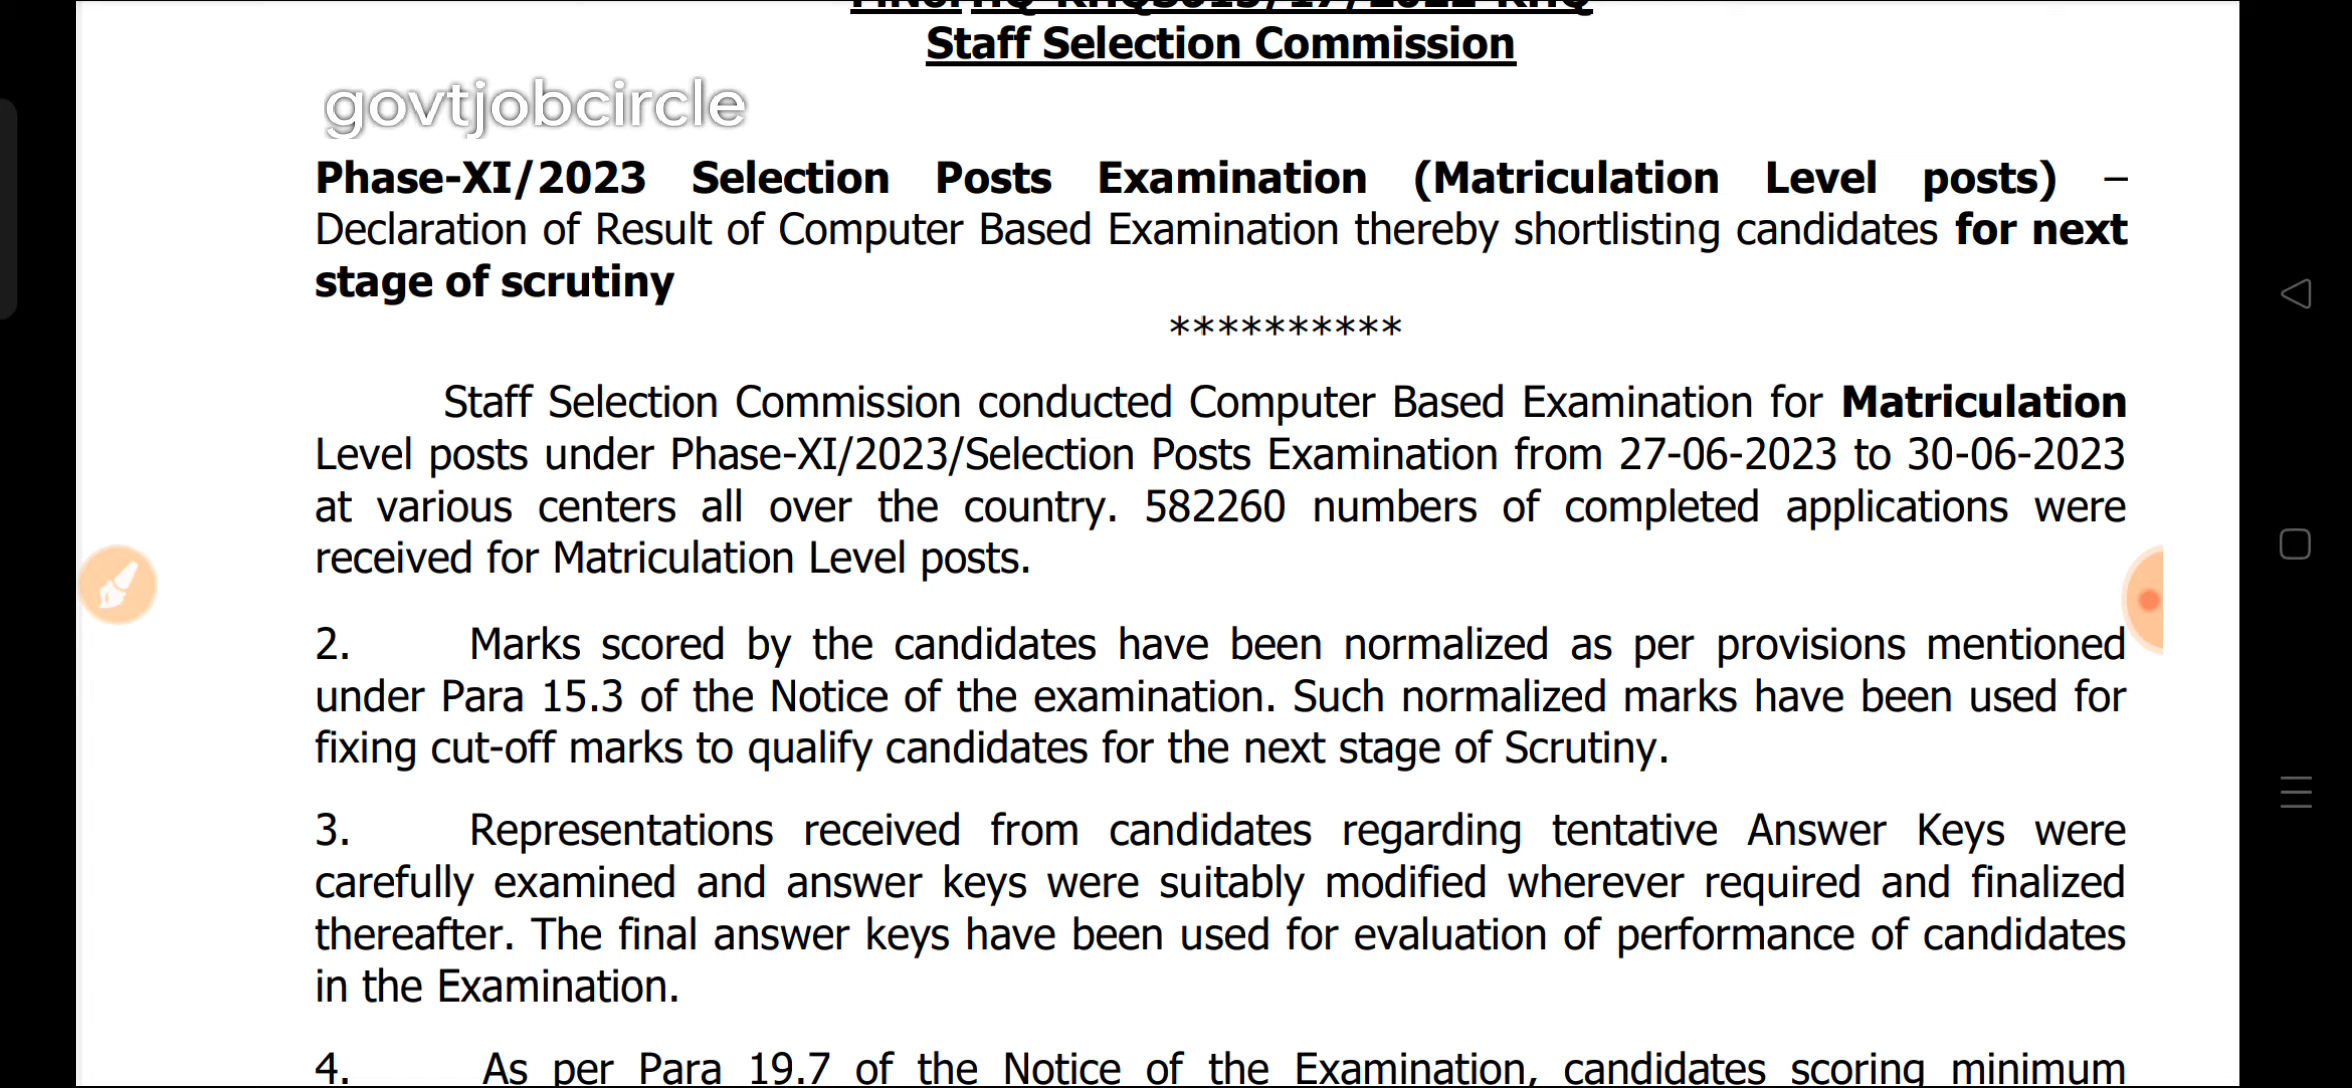 Staff Selection Commission
govtjobcircle
Phase-XI/2023 Selection Posts Examination (Matriculation Level posts) –
Declaration of Result of Computer Based Examination thereby shortlisting candidates for next
stage of scrutiny
**********
Staff Selection Commission conducted Computer Based Examination for Matriculation
Level posts under Phase-XI/2023/Selection Posts Examination from 27-06-2023 to 30-06-2023
at various centers all over the country. 582260 numbers of completed applications were
received for Matriculation Level posts.
2. Marks scored by the candidates have been normalized as per provisions mentioned
under Para 15.3 of the Notice of the examination. Such normalized marks have been used for
fixing cut-off marks to qualify candidates for the next stage of Scrutiny.
3. Representations received from candidates regarding tentative Answer Keys were
carefully examined and answer keys were suitably modified wherever required and finalized
thereafter. The final answer keys have been used for evaluation of performance of candidates
in the Examination.
4. As per Para 19.7 of the Notice of the Examination, candidates scoring minimum